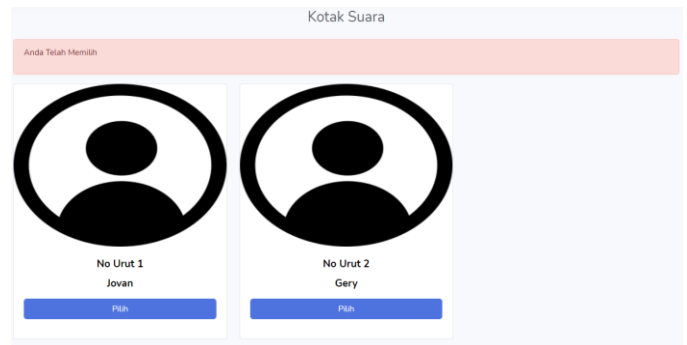 Kotak Suara
Anda Telah Memilih
No Urut 1
Jovan
Pilih
No Urut 2
Gery
Pilih